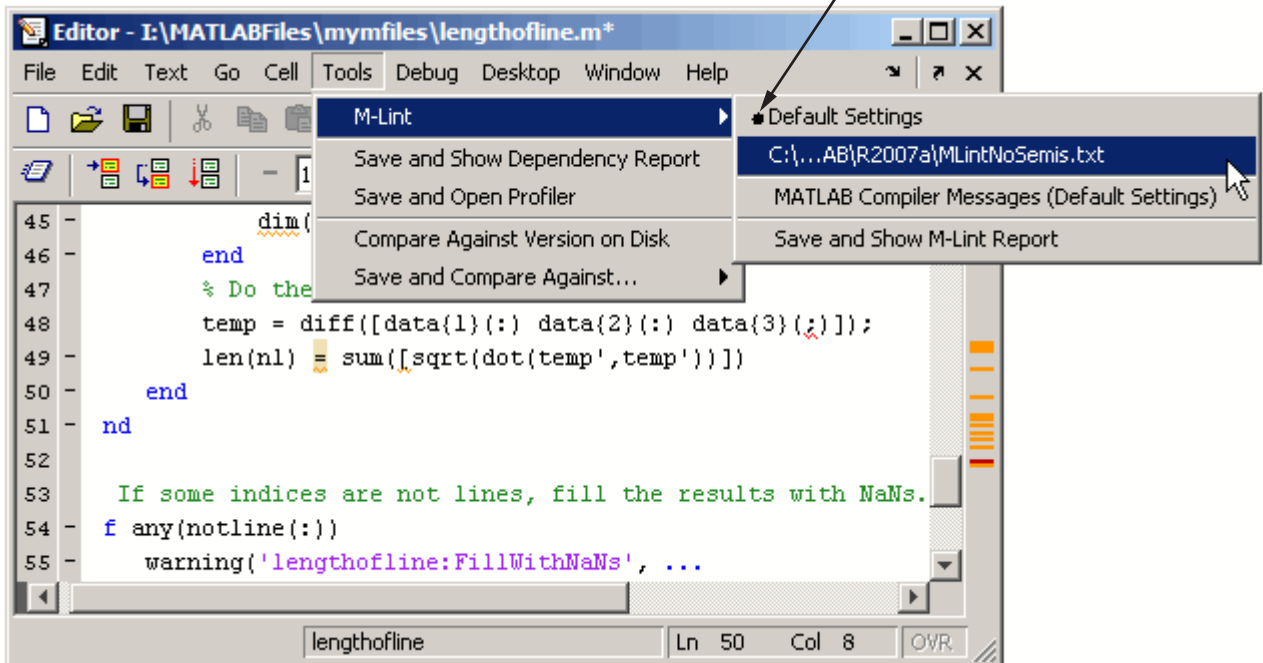 Editor - I:\MATLABFiles\mymfiles\lengthofline.m*
File Edit Text Go Cell Tools Debug Desktop Window Help
M-Lint
Save and Show Dependency Report
Save and Open Profiler
Compare Against Version on Disk
Save and Compare Against...
Default Settings
C:\...AB\R2007a\MLintNoSemis.txt
MATLAB Compiler Messages (Default Settings)
Save and Show M-Lint Report
45 - dim(
46 - end
47 % Do the
48 temp = diff([data{1}(:) data{2}(:) data{3}(;)]);
49 - len(nl) = sum([sqrt(dot(temp',temp'))])
50 - end
51 - nd
52
53 If some indices are not lines, fill the results with NaNs.
54 - f any(notline(:))
55 - warning('lengthofline:FillWithNaNs', ...
lengthofline Ln 50 Col 8 OVR